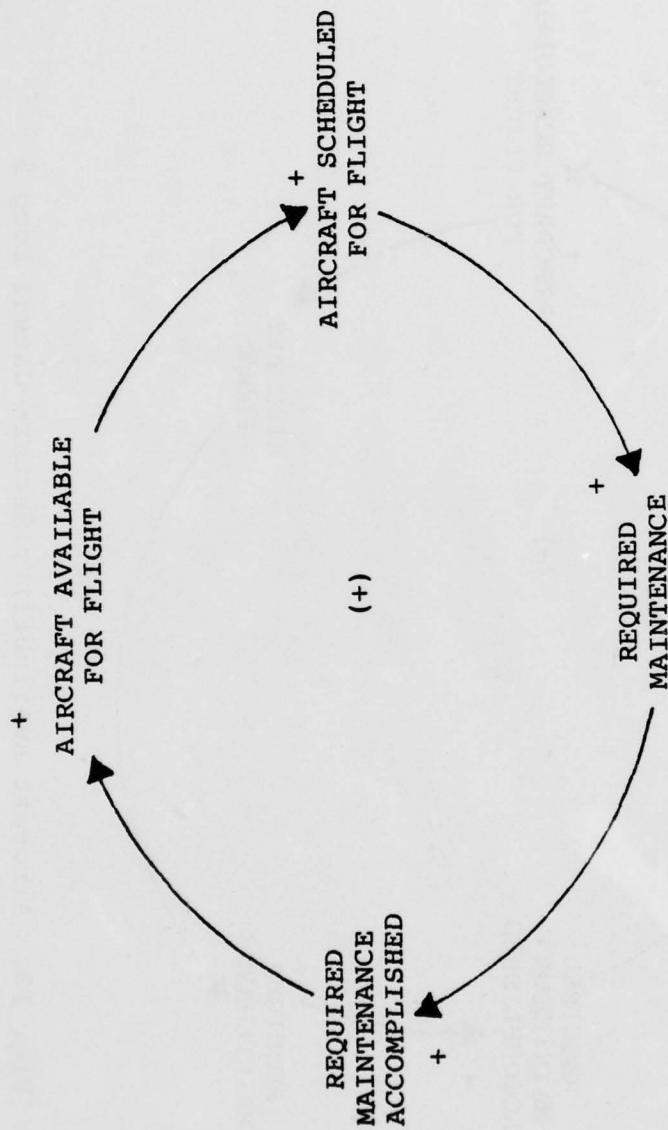 +
AIRCRAFT AVAILABLE
FOR FLIGHT
+
AIRCRAFT SCHEDULED
FOR FLIGHT
(+)
+
REQUIRED
MAINTENANCE
REQUIRED
MAINTENANCE
ACCOMPLISHED
+